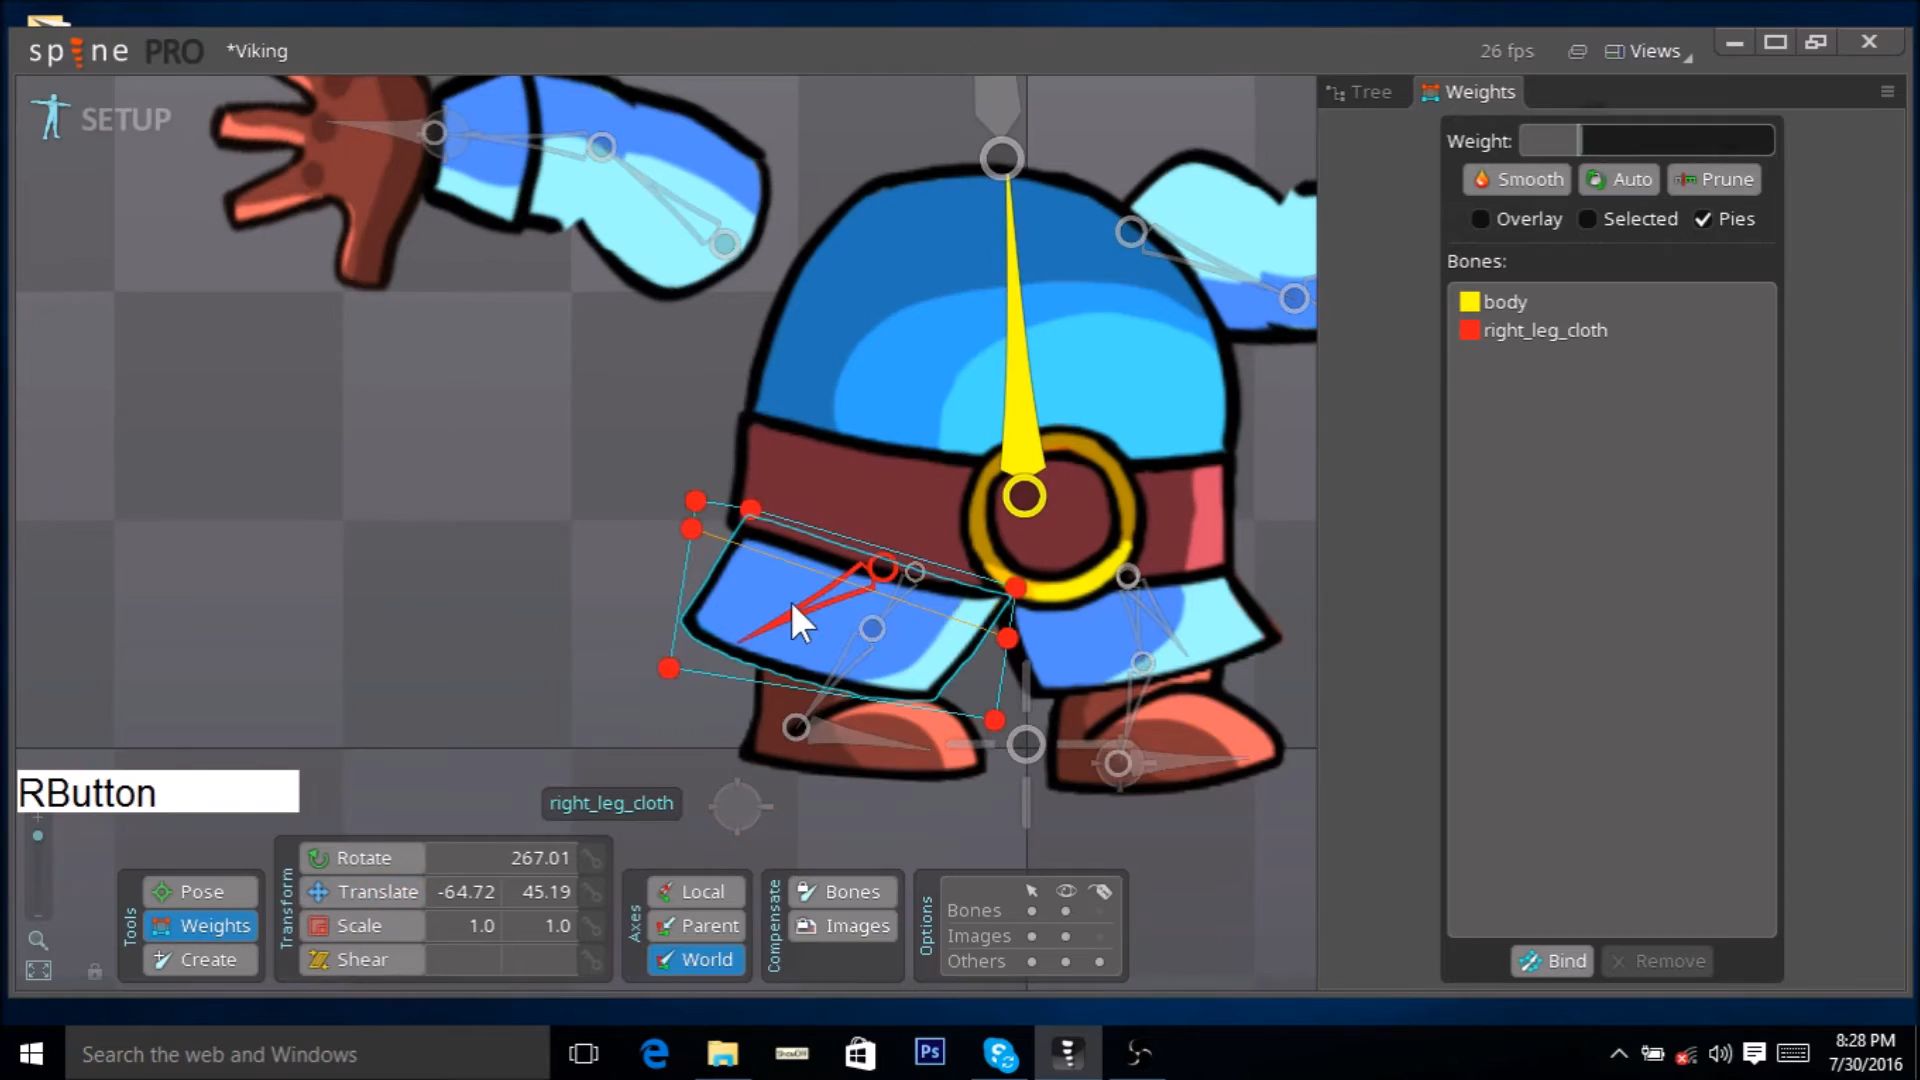 spine PRO *Viking
26 fps Views
SETUP
Tree Weights
Weight:
Smooth Auto Prune
Overlay Selected Pies
Bones:
body
right_leg_cloth
RButton
right_leg_cloth
Tools
Pose
Weights
Create
Transform
Rotate 267.01
Translate -64.72 45.19
Scale 1.0 1.0
Shear
Axes
Local
Parent
World
Compensate
Bones
Images
Options
Bones
Images
Others
Bind Remove
Search the web and Windows
Ps
8:28 PM
7/30/2016